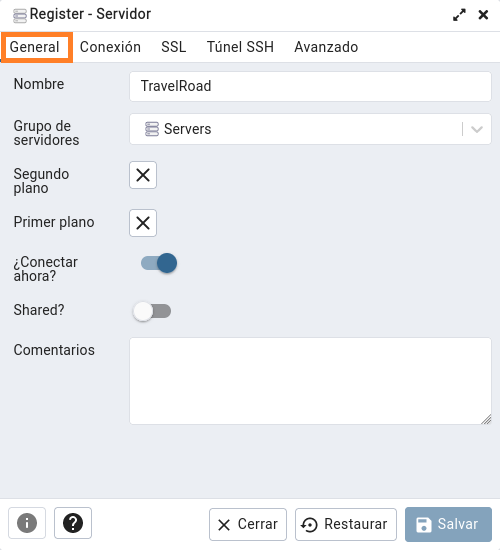 Register - Servidor
General Conexión SSL Túnel SSH Avanzado
Nombre TravelRoad
Grupo de
servidores
Servers
Segundo
plano
Primer plano
¿Conectar
ahora?
Shared?
Comentarios
Cerrar Restaurar Salvar